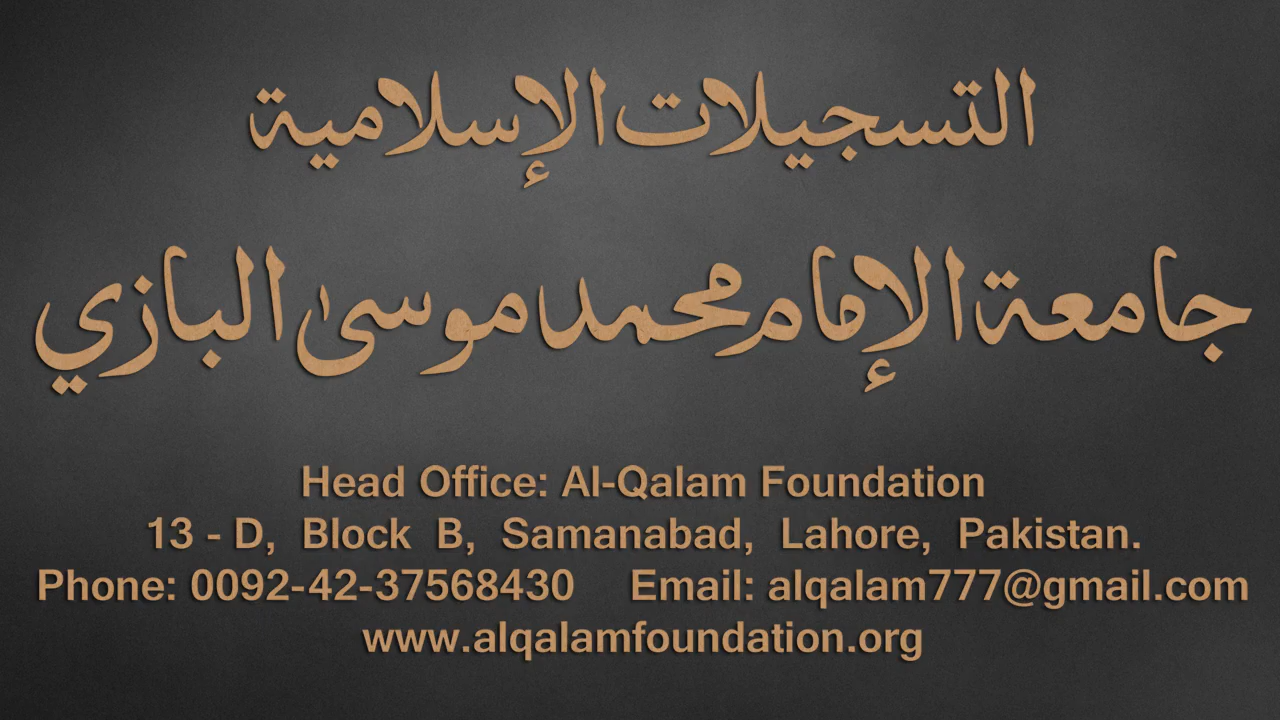 التسجيلات الإسلامية
جامعة الإمام محمد موسىٰ البازي
Head Office: Al-Qalam Foundation
13 - D, Block B, Samanabad, Lahore, Pakistan.
Phone: 0092-42-37568430 Email: alqalam777@gmail.com
www.alqalamfoundation.org